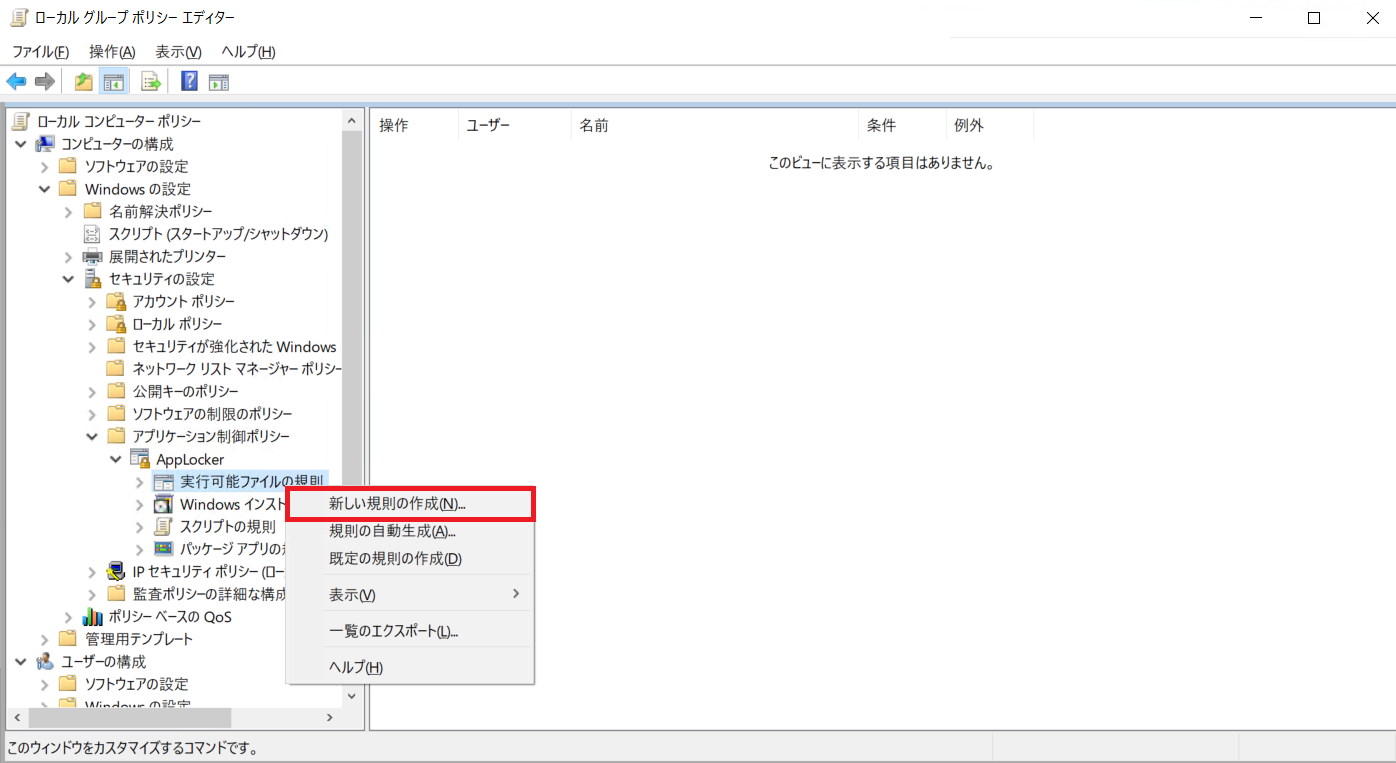 ローカル グループ ポリシー エディター
ファイル(F) 操作(A) 表示(V) ヘルプ(H)
ローカル コンピューター ポリシー
コンピューターの構成
ソフトウェアの設定
Windows の設定
名前解決ポリシー
スクリプト (スタートアップ/シャットダウン)
展開されたプリンター
セキュリティの設定
アカウント ポリシー
ローカル ポリシー
セキュリティが強化された Windows
ネットワーク リスト マネージャー ポリシー
公開キーのポリシー
ソフトウェアの制限のポリシー
アプリケーション制御ポリシー
AppLocker
実行可能ファイルの規則
Windows インスト
スクリプトの規則
パッケージ アプリの
IP セキュリティ ポリシー (ロー
監査ポリシーの詳細な構成
ポリシー ベースの QoS
管理用テンプレート
ユーザーの構成
ソフトウェアの設定
Windows の設定
操作 ユーザー 名前 条件 例外
このビューに表示する項目はありません。
新しい規則の作成(N)...
規則の自動生成(A)...
既定の規則の作成(D)
表示(V)
一覧のエクスポート(L)...
ヘルプ(H)
このウィンドウをカスタマイズするコマンドです。